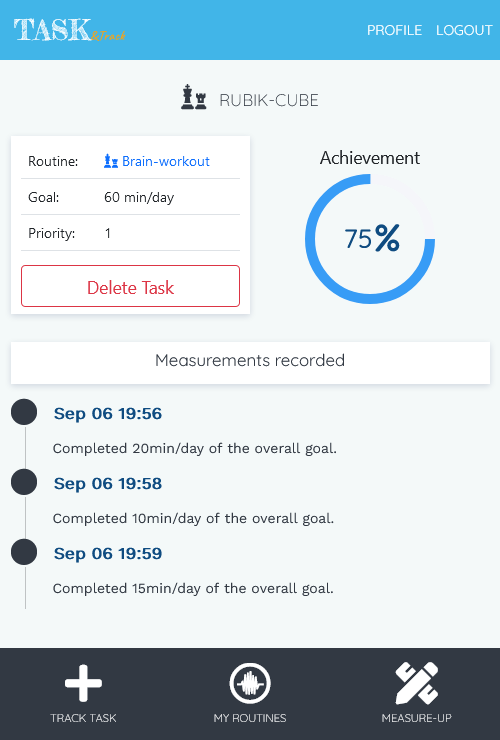 TASK &Track
PROFILE LOGOUT
RUBIK-CUBE
Routine: Brain-workout
Goal: 60 min/day
Priority: 1
Delete Task
Achievement
75%
Measurements recorded
Sep 06 19:56
Completed 20min/day of the overall goal.
Sep 06 19:58
Completed 10min/day of the overall goal.
Sep 06 19:59
Completed 15min/day of the overall goal.
TRACK TASK
MY ROUTINES
MEASURE-UP